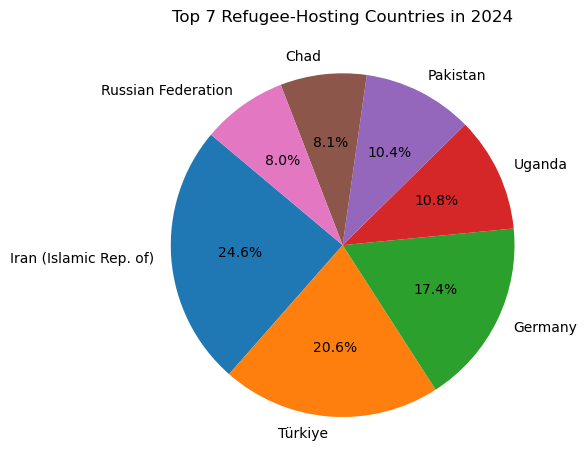 Top 7 Refugee-Hosting Countries in 2024
Chad
Pakistan
Russian Federation
8.1%
10.4%
8.0%
Uganda
10.8%
Iran (Islamic Rep. of)
24.6%
17.4%
Germany
20.6%
Türkiye